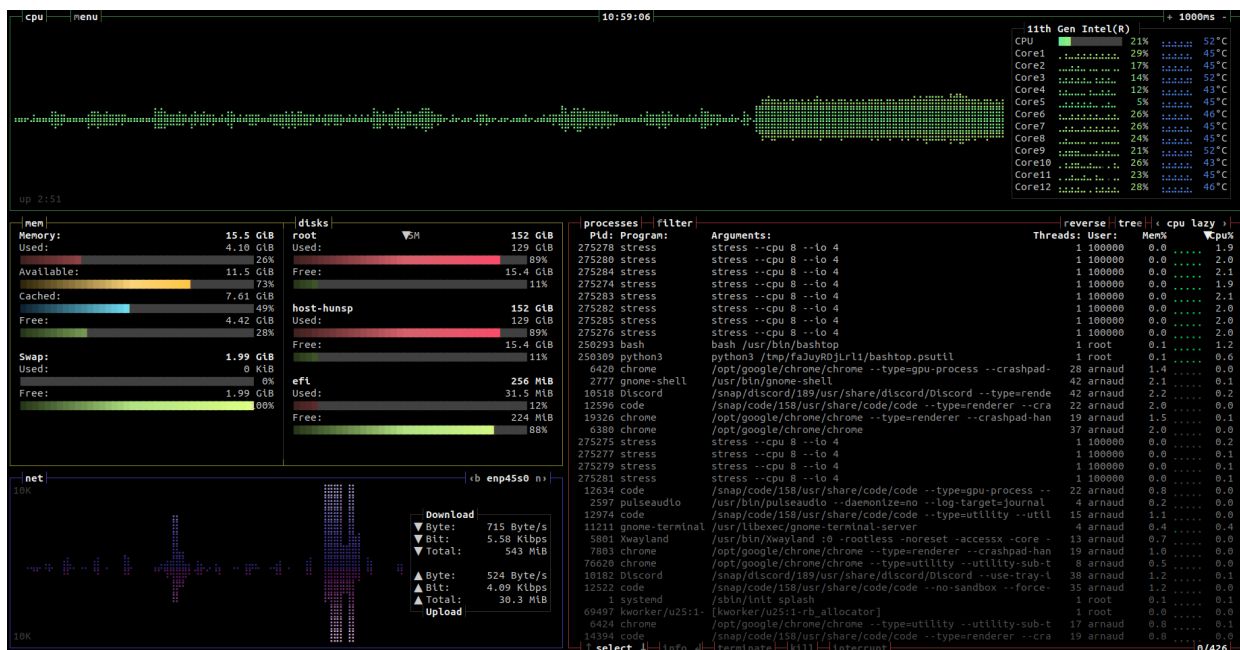 cpu menu 10:59:06 + 1000ms -
11th Gen Intel(R)
CPU 21% 52°C
Core1 29% 45°C
Core2 17% 45°C
Core3 14% 52°C
Core4 12% 43°C
Core5 5% 45°C
Core6 26% 46°C
Core7 26% 45°C
Core8 24% 45°C
Core9 21% 52°C
Core10 26% 43°C
Core11 23% 45°C
Core12 28% 46°C
up 2:51
mem
Memory: 15.5 GiB
Used: 4.10 GiB
26%
Available: 11.5 GiB
73%
Cached: 7.61 GiB
49%
Free: 4.42 GiB
28%
Swap: 1.99 GiB
Used: 0 KiB
0%
Free: 1.99 GiB
100%
disks
root ▼5M 152 GiB
Used: 129 GiB
89%
Free: 15.4 GiB
11%
host-hunsp 152 GiB
Used: 129 GiB
89%
Free: 15.4 GiB
11%
efi 256 MiB
Used: 31.5 MiB
12%
Free: 224 MiB
88%
net ‹b enp45s0 n›
10K
Download
▼ Byte: 715 Byte/s
▼ Bit: 5.58 Kibps
▼ Total: 543 MiB
▲ Byte: 524 Byte/s
▲ Bit: 4.09 Kibps
▲ Total: 30.3 MiB
Upload
10K
processes filter reverse tree ‹ cpu lazy ›
Pid: Program: Arguments: Threads: User: Mem% ▼Cpu%
275278 stress stress --cpu 8 --io 4 1 100000 0.0 1.9
275280 stress stress --cpu 8 --io 4 1 100000 0.0 2.0
275284 stress stress --cpu 8 --io 4 1 100000 0.0 2.1
275274 stress stress --cpu 8 --io 4 1 100000 0.0 1.9
275283 stress stress --cpu 8 --io 4 1 100000 0.0 2.1
275282 stress stress --cpu 8 --io 4 1 100000 0.0 2.0
275285 stress stress --cpu 8 --io 4 1 100000 0.0 2.0
275276 stress stress --cpu 8 --io 4 1 100000 0.0 2.0
250293 bash bash /usr/bin/bashtop 1 root 0.1 1.2
250309 python3 python3 /tmp/faJuyRDjLrl1/bashtop.psutil 1 root 0.1 0.6
6420 chrome /opt/google/chrome/chrome --type=gpu-process --crashpad- 28 arnaud 1.4 0.0
2777 gnome-shell /usr/bin/gnome-shell 42 arnaud 2.1 0.1
10518 Discord /snap/discord/189/usr/share/discord/Discord --type=rende 42 arnaud 2.2 0.2
12596 code /snap/code/158/usr/share/code/code --type=renderer --cra 22 arnaud 2.0 0.0
19326 chrome /opt/google/chrome/chrome --type=renderer --crashpad-han 19 arnaud 1.5 0.1
6380 chrome /opt/google/chrome/chrome 37 arnaud 2.0 0.0
275275 stress stress --cpu 8 --io 4 1 100000 0.0 0.2
275277 stress stress --cpu 8 --io 4 1 100000 0.0 0.1
275279 stress stress --cpu 8 --io 4 1 100000 0.0 0.1
275281 stress stress --cpu 8 --io 4 1 100000 0.0 0.1
12634 code /snap/code/158/usr/share/code/code --type=gpu-process -- 22 arnaud 0.8 0.0
2597 pulseaudio /usr/bin/pulseaudio --daemonize=no --log-target=journal 4 arnaud 0.2 0.0
12974 code /snap/code/158/usr/share/code/code --type=utility --util 15 arnaud 1.1 0.0
11211 gnome-terminal /usr/libexec/gnome-terminal-server 4 arnaud 0.4 0.4
5801 Xwayland /usr/bin/Xwayland :0 -rootless -noreset -accessx -core - 13 arnaud 0.7 0.0
7803 chrome /opt/google/chrome/chrome --type=renderer --crashpad-han 19 arnaud 1.0 0.0
76620 chrome /opt/google/chrome/chrome --type=utility --utility-sub-t 8 arnaud 0.5 0.0
10182 Discord /snap/discord/189/usr/share/discord/Discord --use-tray-i 38 arnaud 1.2 0.1
12522 code /snap/code/158/usr/share/code/code --no-sandbox --force- 35 arnaud 1.2 0.0
1 systemd /sbin/init splash 1 root 0.1 0.1
69497 kworker/u25:1- [kworker/u25:1-rb_allocator] 1 root 0.0 0.0
6424 chrome /opt/google/chrome/chrome --type=utility --utility-sub-t 17 arnaud 0.8 0.1
14394 code /snap/code/158/usr/share/code/code --type=renderer --cra 19 arnaud 0.8 0.0
↑ select ↓ info ↲ terminate kill interrupt 0/426